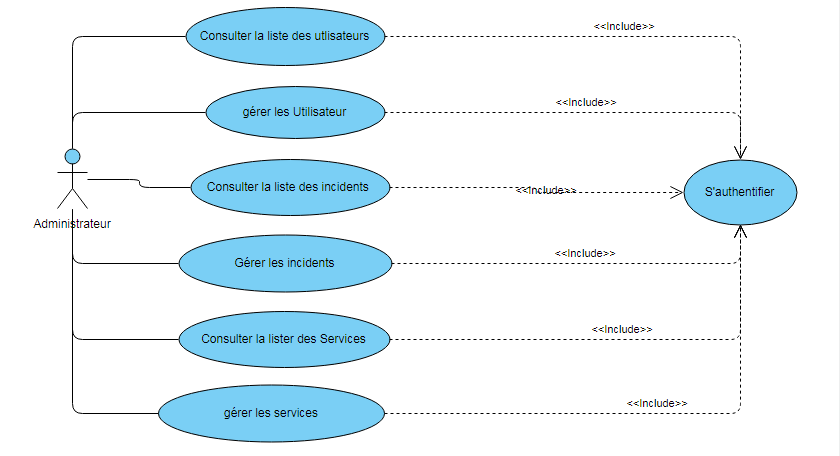 Consulter la liste des utlisateurs
<<Include>>
gérer les Utilisateur
<<Include>>
Consulter la liste des incidents
<<Include>>
S'authentifier
Administrateur
Gérer les incidents
<<Include>>
Consulter la lister des Services
<<Include>>
gérer les services
<<Include>>